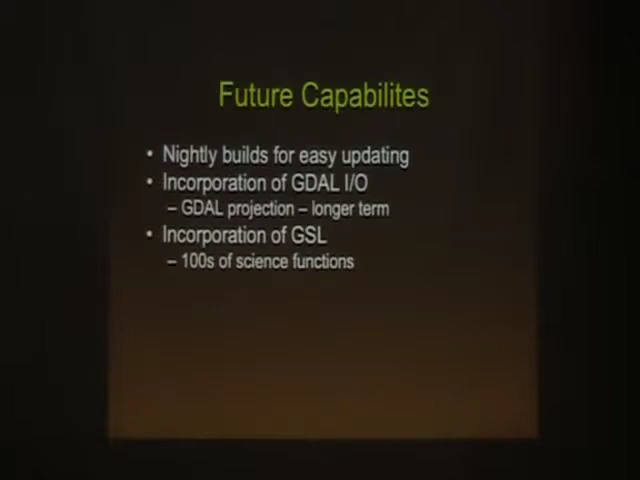 Future Capabilites
• Nightly builds for easy updating
• Incorporation of GDAL I/O
– GDAL projection – longer term
• Incorporation of GSL
– 100s of science functions